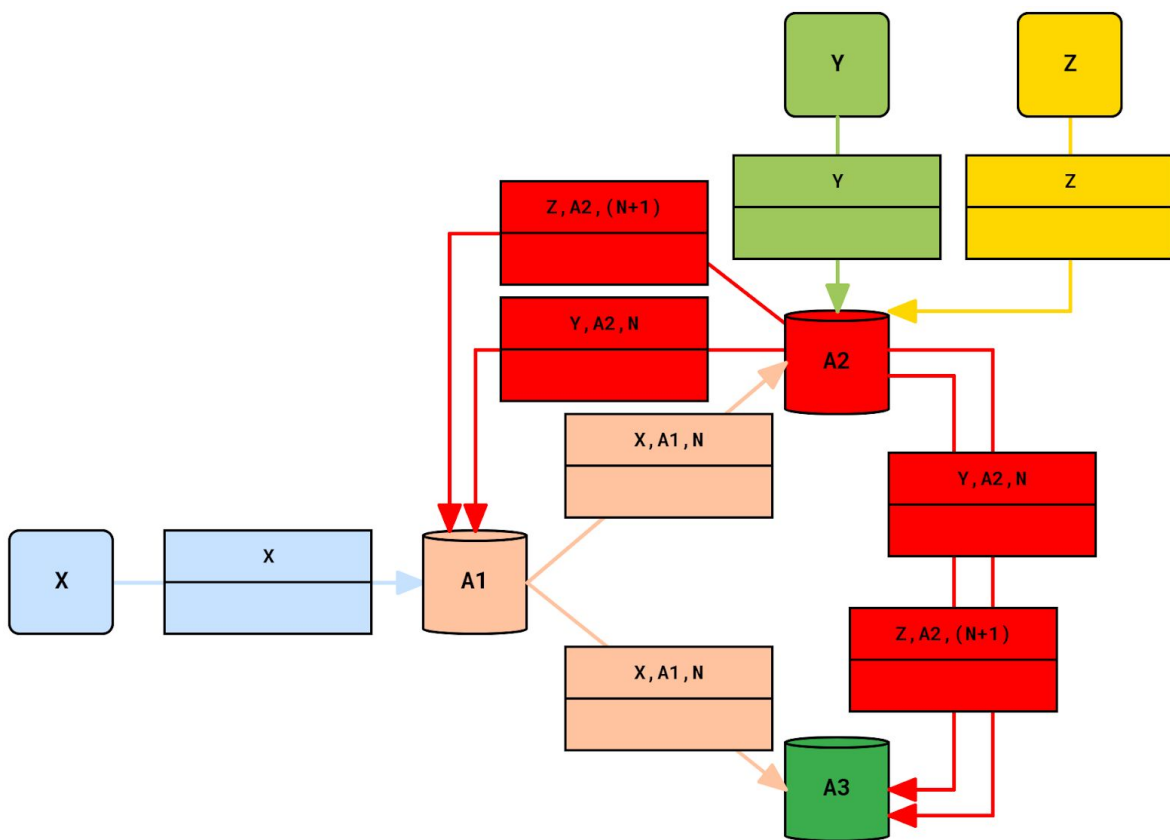 Y
Z
Y
Z
Z,A2,(N+1)
Y,A2,N
A2
X,A1,N
Y,A2,N
X
X
A1
Z,A2,(N+1)
X,A1,N
A3